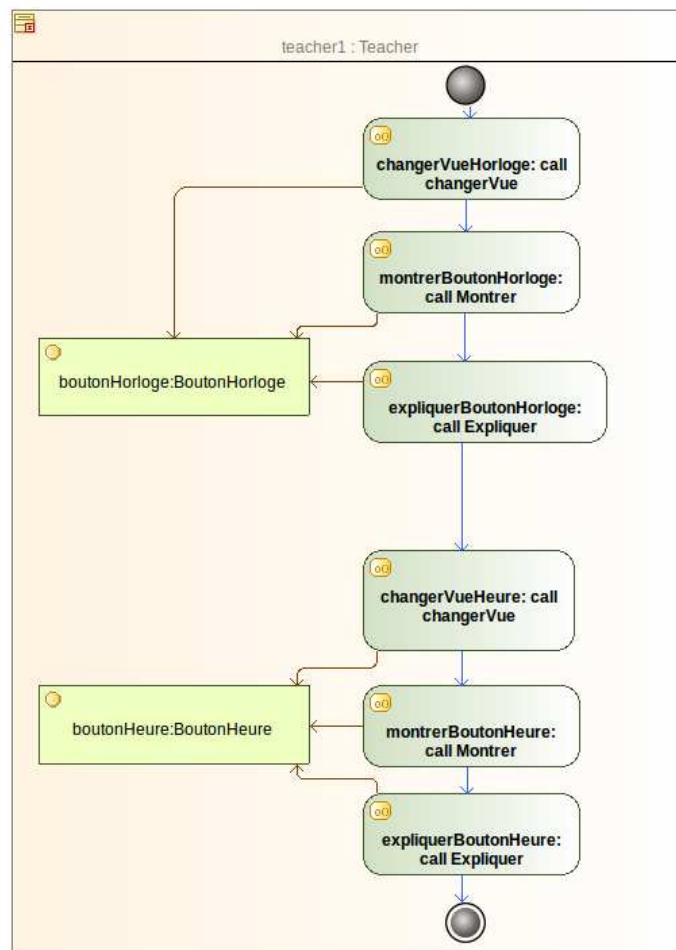 teacher1 : Teacher
changerVueHorloge: call
changerVue
montrerBoutonHorloge:
call Montrer
boutonHorloge:BoutonHorloge
expliquerBoutonHorloge:
call Expliquer
changerVueHeure: call
changerVue
boutonHeure:BoutonHeure
montrerBoutonHeure:
call Montrer
expliquerBoutonHeure:
call Expliquer